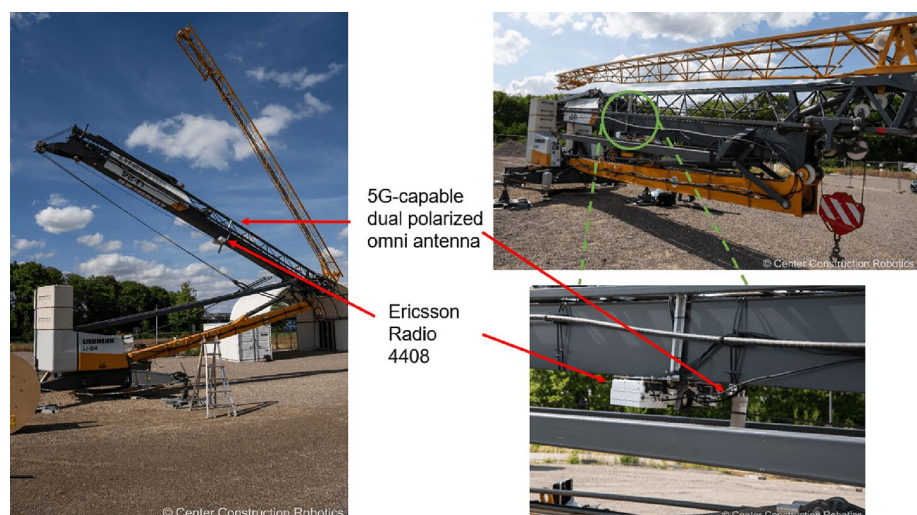 5G-capable
dual polarized
omni antenna
Ericsson
Radio
4408
LIEBHERR
© Center Construction Robotics
© Center Construction Robotics
© Center Construction Robotics